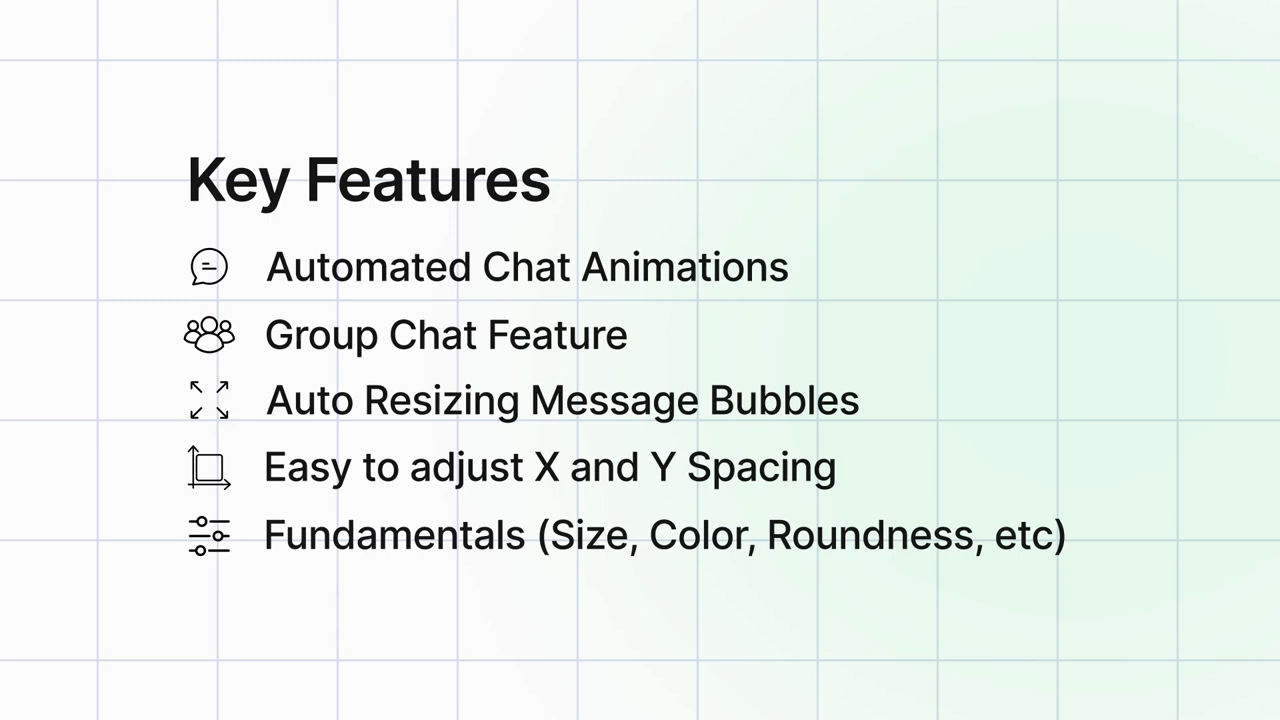 Key Features
Automated Chat Animations
Group Chat Feature
Auto Resizing Message Bubbles
Easy to adjust X and Y Spacing
Fundamentals (Size, Color, Roundness, etc)